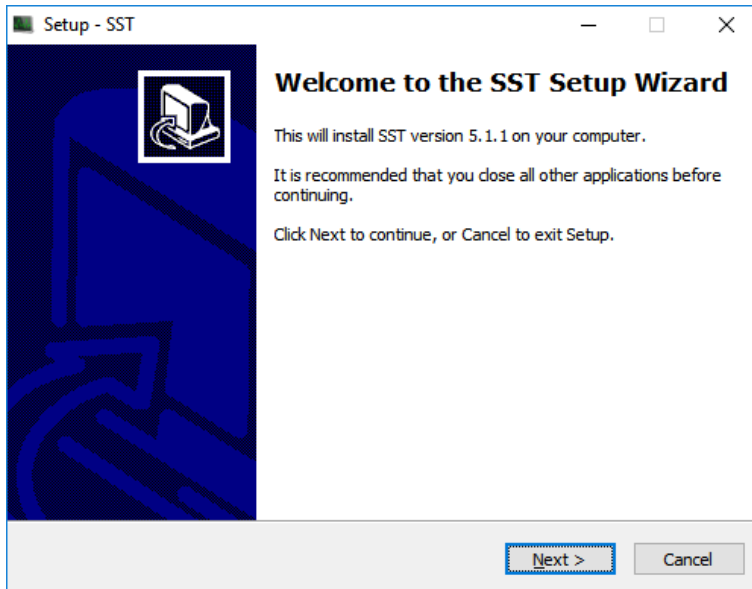 Setup - SST
Welcome to the SST Setup Wizard
This will install SST version 5.1.1 on your computer.
It is recommended that you close all other applications before
continuing.
Click Next to continue, or Cancel to exit Setup.
Next >
Cancel